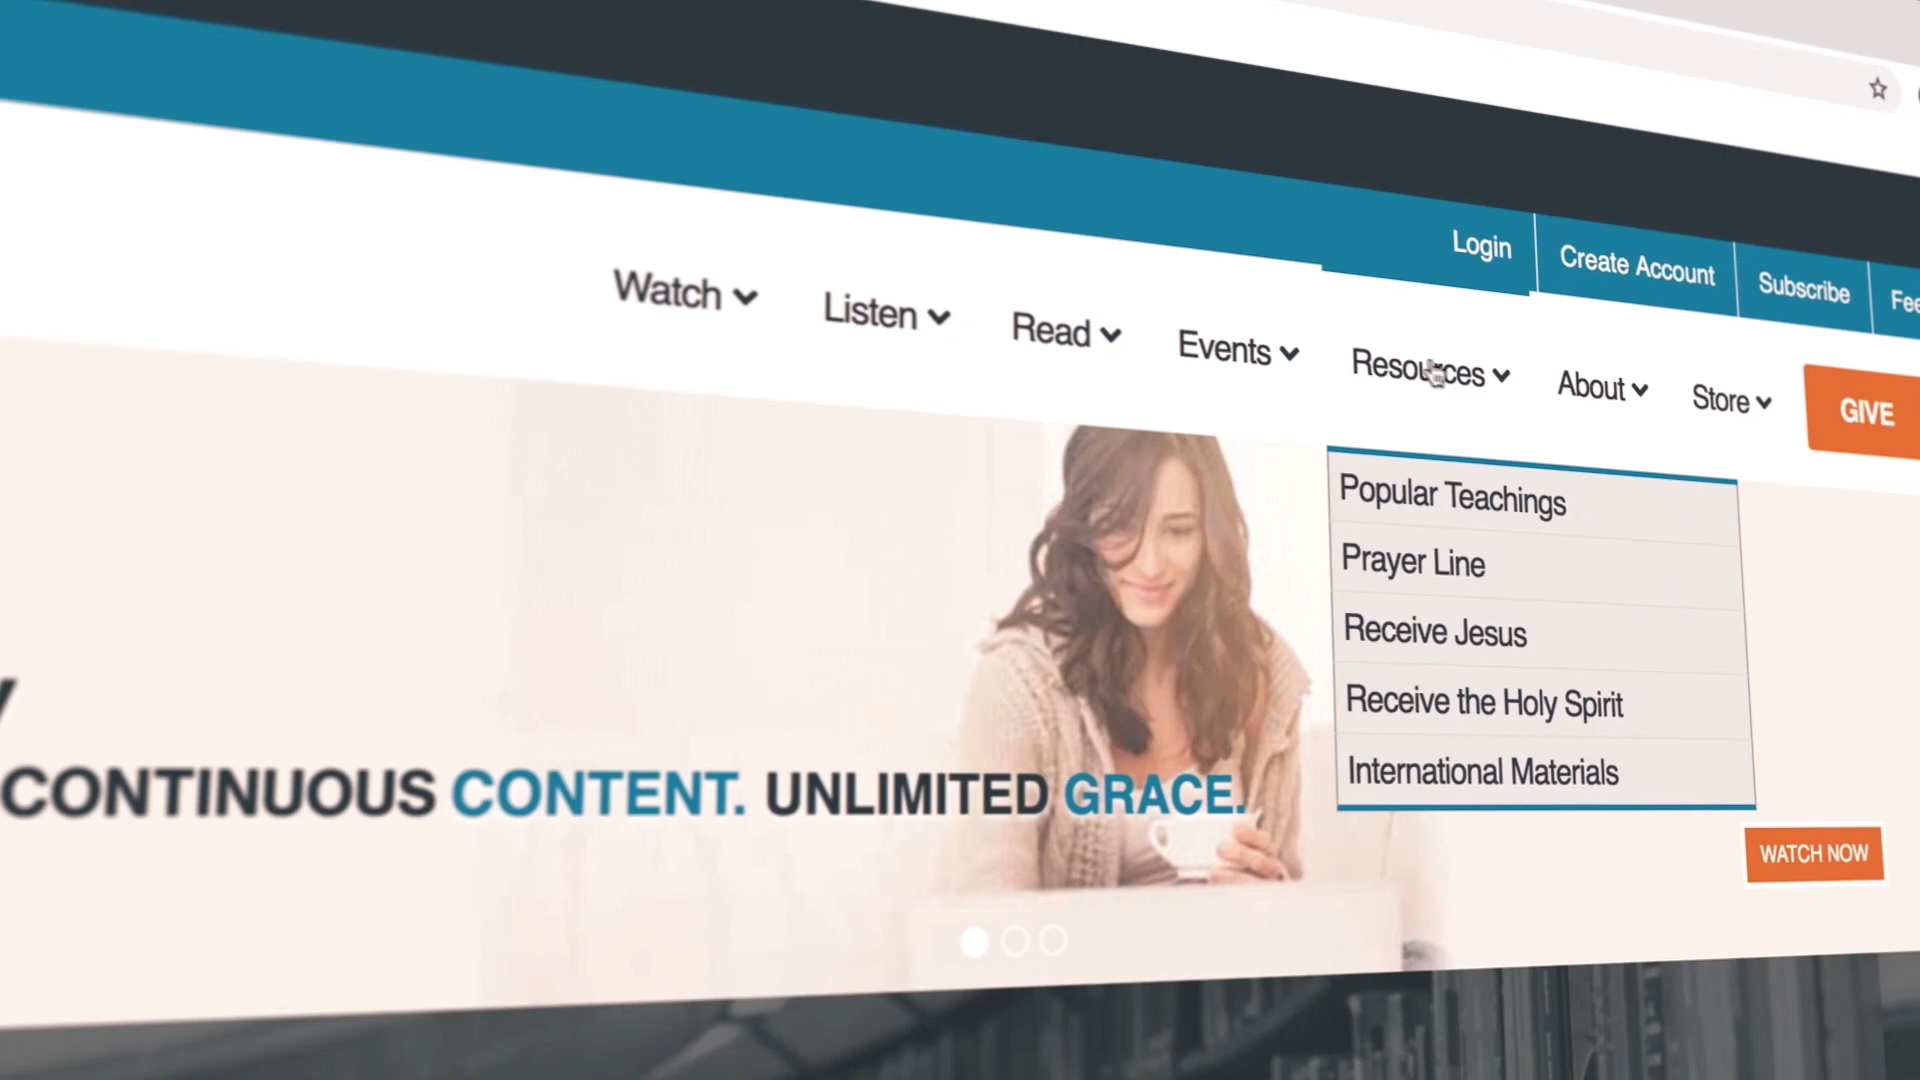 Login
Create Account
Subscribe
Watch
Listen
Read
Events
Resources
About
Store
GIVE
Popular Teachings
Prayer Line
Receive Jesus
Receive the Holy Spirit
International Materials
CONTINUOUS CONTENT. UNLIMITED GRACE.
WATCH NOW